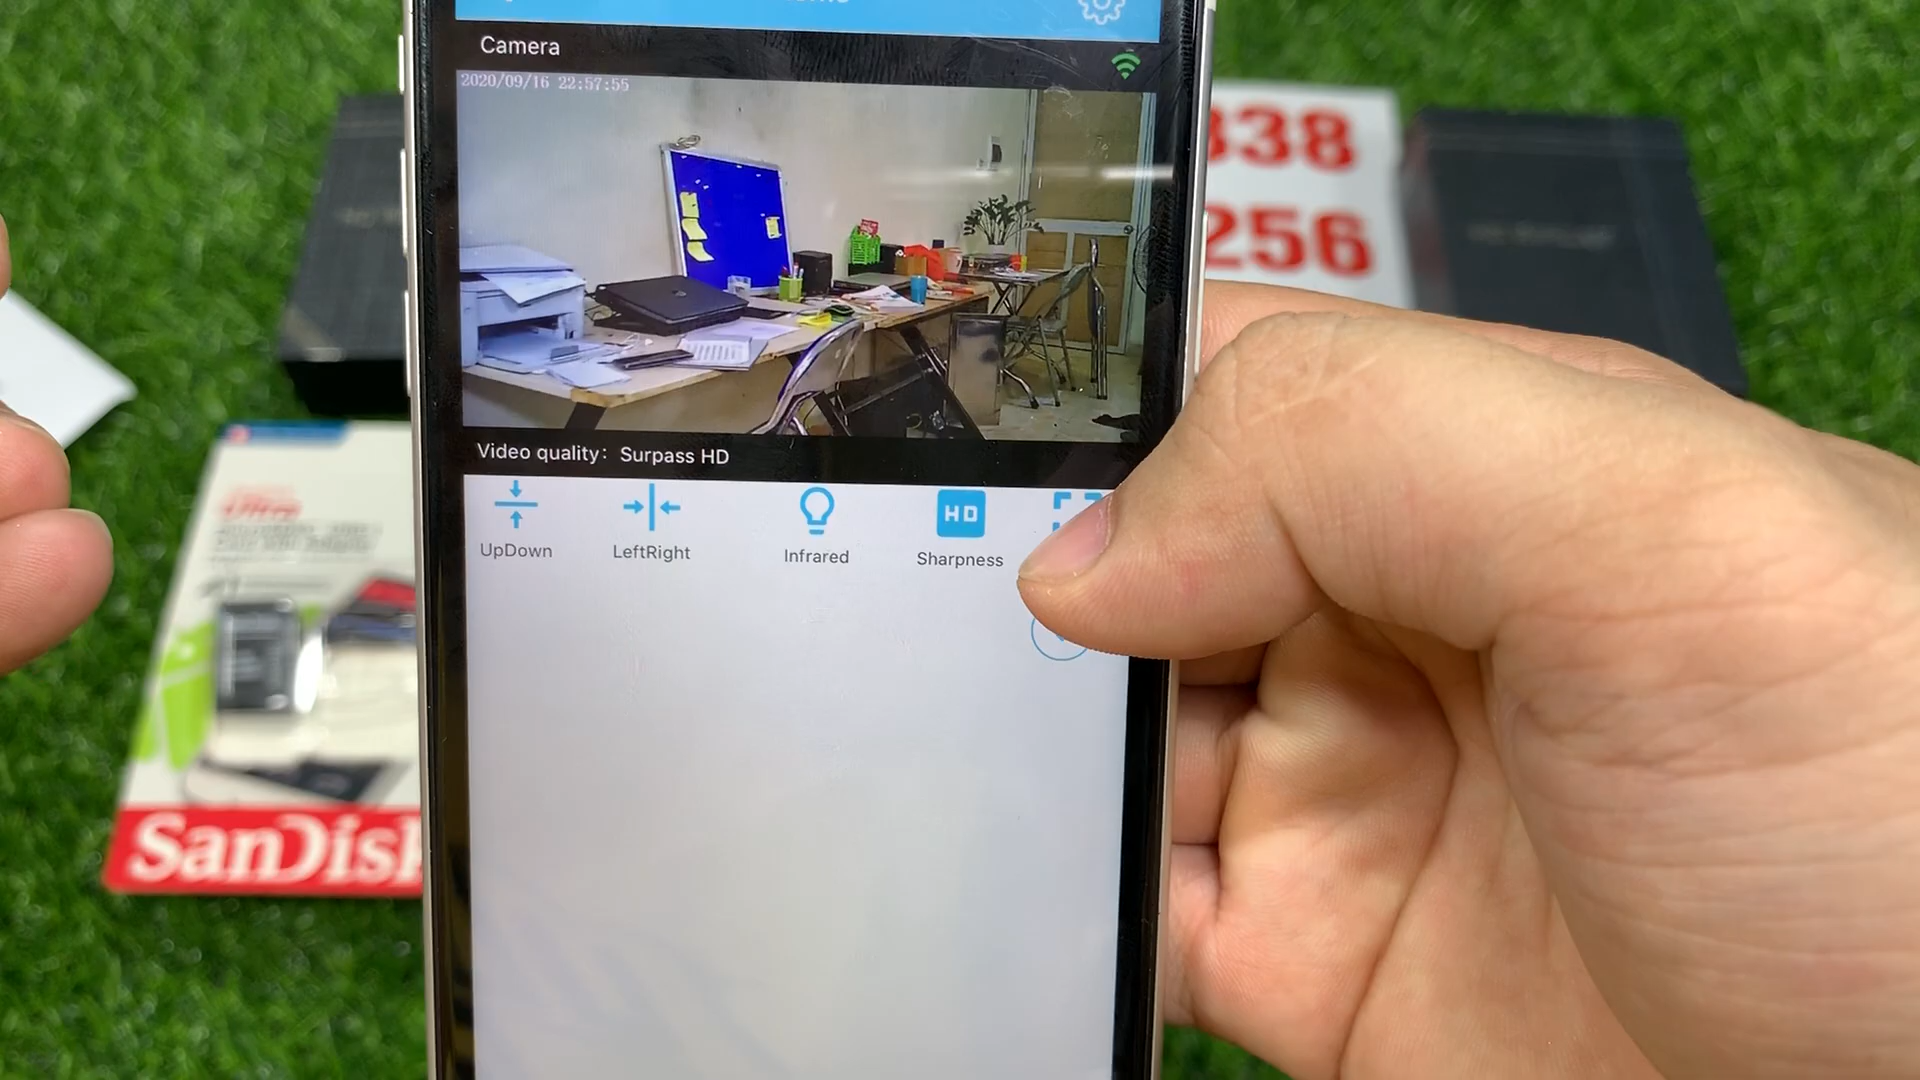 Camera
2020/09/16 22:57:55
338
256
Video quality: Surpass HD
UpDown
LeftRight
Infrared
HD
Sharpness
Ultra
SanDisk